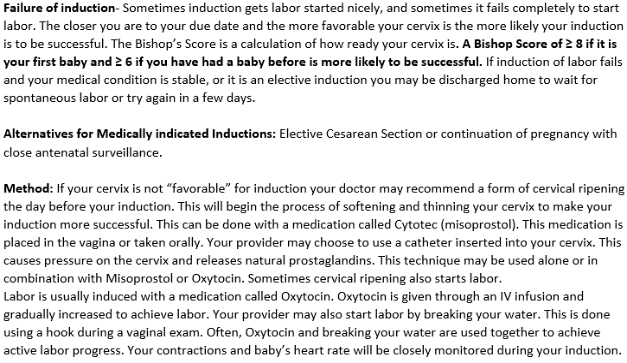 Failure of induction- Sometimes induction gets labor started nicely, and sometimes it fails completely to start
labor. The closer you are to your due date and the more favorable your cervix is the more likely your induction
is to be successful. The Bishop's Score is a calculation of how ready your cervix is. A Bishop Score of ≥ 8 if it is
your first baby and ≥ 6 if you have had a baby before is more likely to be successful. If induction of labor fails
and your medical condition is stable, or it is an elective induction you may be discharged home to wait for
spontaneous labor or try again in a few days.
Alternatives for Medically indicated Inductions: Elective Cesarean Section or continuation of pregnancy with
close antenatal surveillance.
Method: If your cervix is not "favorable" for induction your doctor may recommend a form of cervical ripening
the day before your induction. This will begin the process of softening and thinning your cervix to make your
induction more successful. This can be done with a medication called Cytotec (misoprostol). This medication is
placed in the vagina or taken orally. Your provider may choose to use a catheter inserted into your cervix. This
causes pressure on the cervix and releases natural prostaglandins. This technique may be used alone or in
combination with Misoprostol or Oxytocin. Sometimes cervical ripening also starts labor.
Labor is usually induced with a medication called Oxytocin. Oxytocin is given through an IV infusion and
gradually increased to achieve labor. Your provider may also start labor by breaking your water. This is done
using a hook during a vaginal exam. Often, Oxytocin and breaking your water are used together to achieve
active labor progress. Your contractions and baby's heart rate will be closely monitored during your induction.